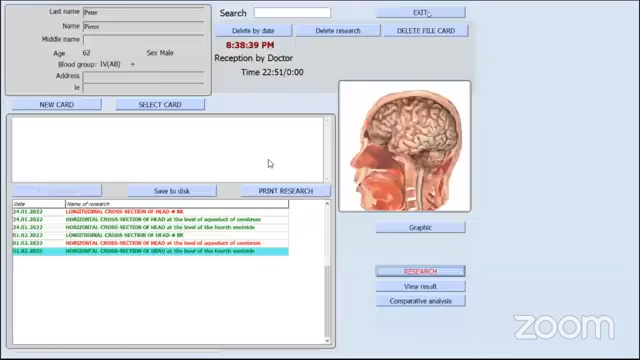 Last name Peter
Name Pierre
Middle name
Age 62 Sex Male
Blood group: IV(AB) +
Address
NEW CARD SELECT CARD
Search EXIT
Delete by date Delete research DELETE FILE CARD
8:38:39 PM
Reception by Doctor
Time 22:51/0:00
Save to disk PRINT RESEARCH
Date Name of research
24.01.2022 LONGITUDINAL CROSS-SECTION OF HEAD # BK
24.01.2022 HORIZONTAL CROSS-SECTION OF HEAD at the level of aqueduct of cerebrum
24.01.2022 HORIZONTAL CROSS-SECTION OF HEAD at the level of the fourth ventricle
01.02.2022 LONGITUDINAL CROSS-SECTION OF HEAD # BK
01.02.2022 HORIZONTAL CROSS-SECTION OF HEAD at the level of aqueduct of cerebrum
01.02.2022 HORIZONTAL CROSS-SECTION OF HEAD at the level of the fourth ventricle
Graphic
RESEARCH
View result
Comparative analysis
zoom